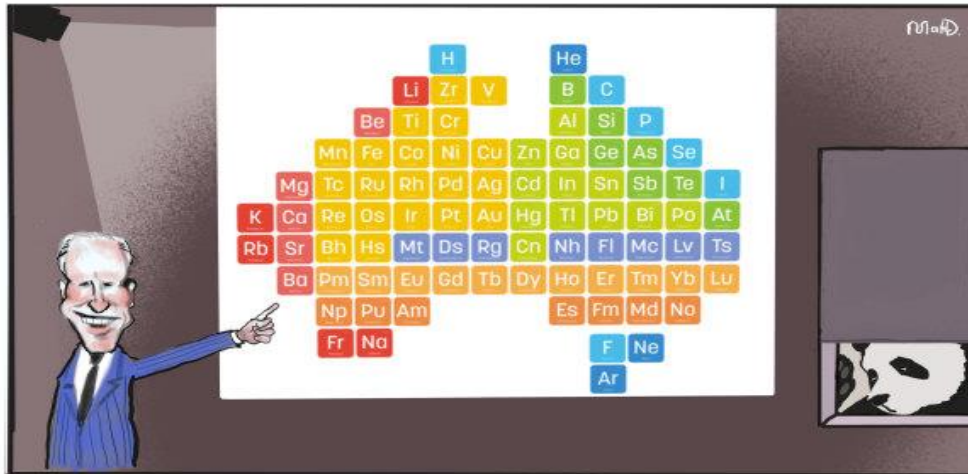 H He
Li Zr V B C
Be Ti Cr Al Si P
Mn Fe Co Ni Cu Zn Ga Ge As Se
Mg Tc Ru Rh Pd Ag Cd In Sn Sb Te I
K Ca Re Os Ir Pt Au Hg Tl Pb Bi Po At
Rb Sr Bh Hs Mt Ds Rg Cn Nh Fl Mc Lv Ts
Ba Pm Sm Eu Gd Tb Dy Ho Er Tm Yb Lu
Np Pu Am Es Fm Md No
Fr Na F Ne
Ar